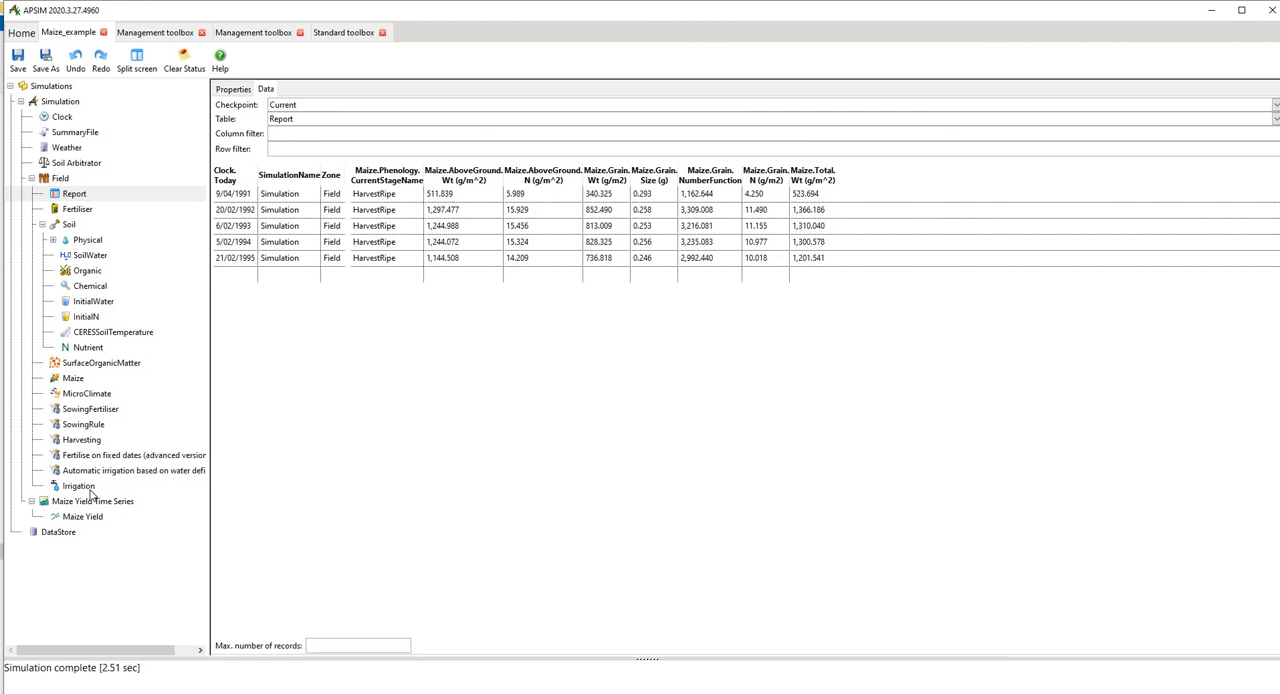 APSIM 2020.3.27.4960
Home Maize_example Management toolbox Management toolbox Standard toolbox
Save Save As Undo Redo Split screen Clear Status Help
Simulations
Simulation
Clock
SummaryFile
Weather
Soil Arbitrator
Field
Report
Fertiliser
Soil
Physical
H₂0 SoilWater
Organic
Chemical
InitialWater
InitialN
CERESSoilTemperature
N Nutrient
SurfaceOrganicMatter
Maize
MicroClimate
SowingFertiliser
SowingRule
Harvesting
Fertilise on fixed dates (advanced version
Automatic irrigation based on water defi
Irrigation
Maize Yield Time Series
Maize Yield
DataStore
Properties Data
Checkpoint: Current
Table: Report
Column filter:
Row filter:
Clock. Maize.Phenology. Maize.AboveGround. Maize.AboveGround. Maize.Grain. Maize.Grain. Maize.Grain. Maize.Grain. Maize.Total.
Today SimulationName Zone CurrentStageName Wt (g/m^2) N (g/m^2) Wt (g/m2) Size (g) NumberFunction N (g/m^2) Wt (g/m^2)
9/04/1991 Simulation Field HarvestRipe 511.839 5.989 340.325 0.293 1,162.644 4.250 523.694
20/02/1992 Simulation Field HarvestRipe 1,297.477 15.929 852.490 0.258 3,309.008 11.490 1,366.186
6/02/1993 Simulation Field HarvestRipe 1,244.988 15.456 813.009 0.253 3,216.081 11.155 1,310.040
5/02/1994 Simulation Field HarvestRipe 1,244.072 15.324 828.325 0.256 3,235.083 10.977 1,300.578
21/02/1995 Simulation Field HarvestRipe 1,144.508 14.209 736.818 0.246 2,992.440 10.018 1,201.541
Max. number of records:
Simulation complete [2.51 sec]